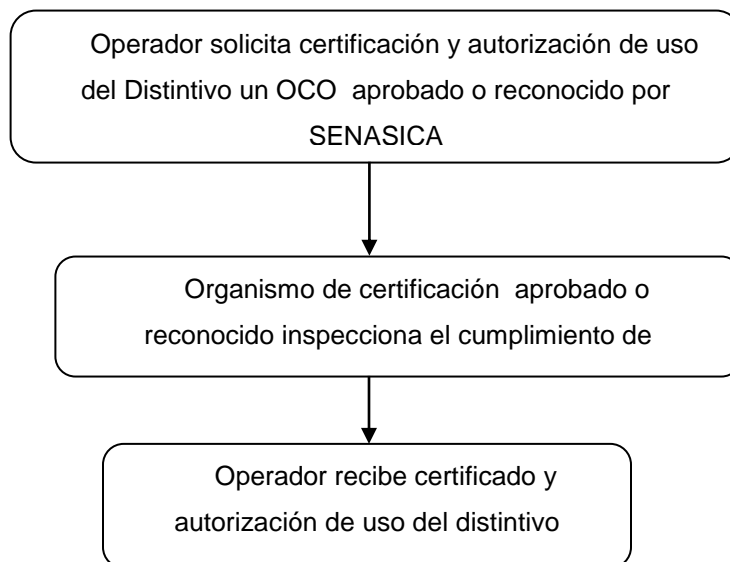 Operador solicita certificación y autorización de uso
del Distintivo un OCO aprobado o reconocido por
SENASICA
Organismo de certificación aprobado o
reconocido inspecciona el cumplimiento de
Operador recibe certificado y
autorización de uso del distintivo